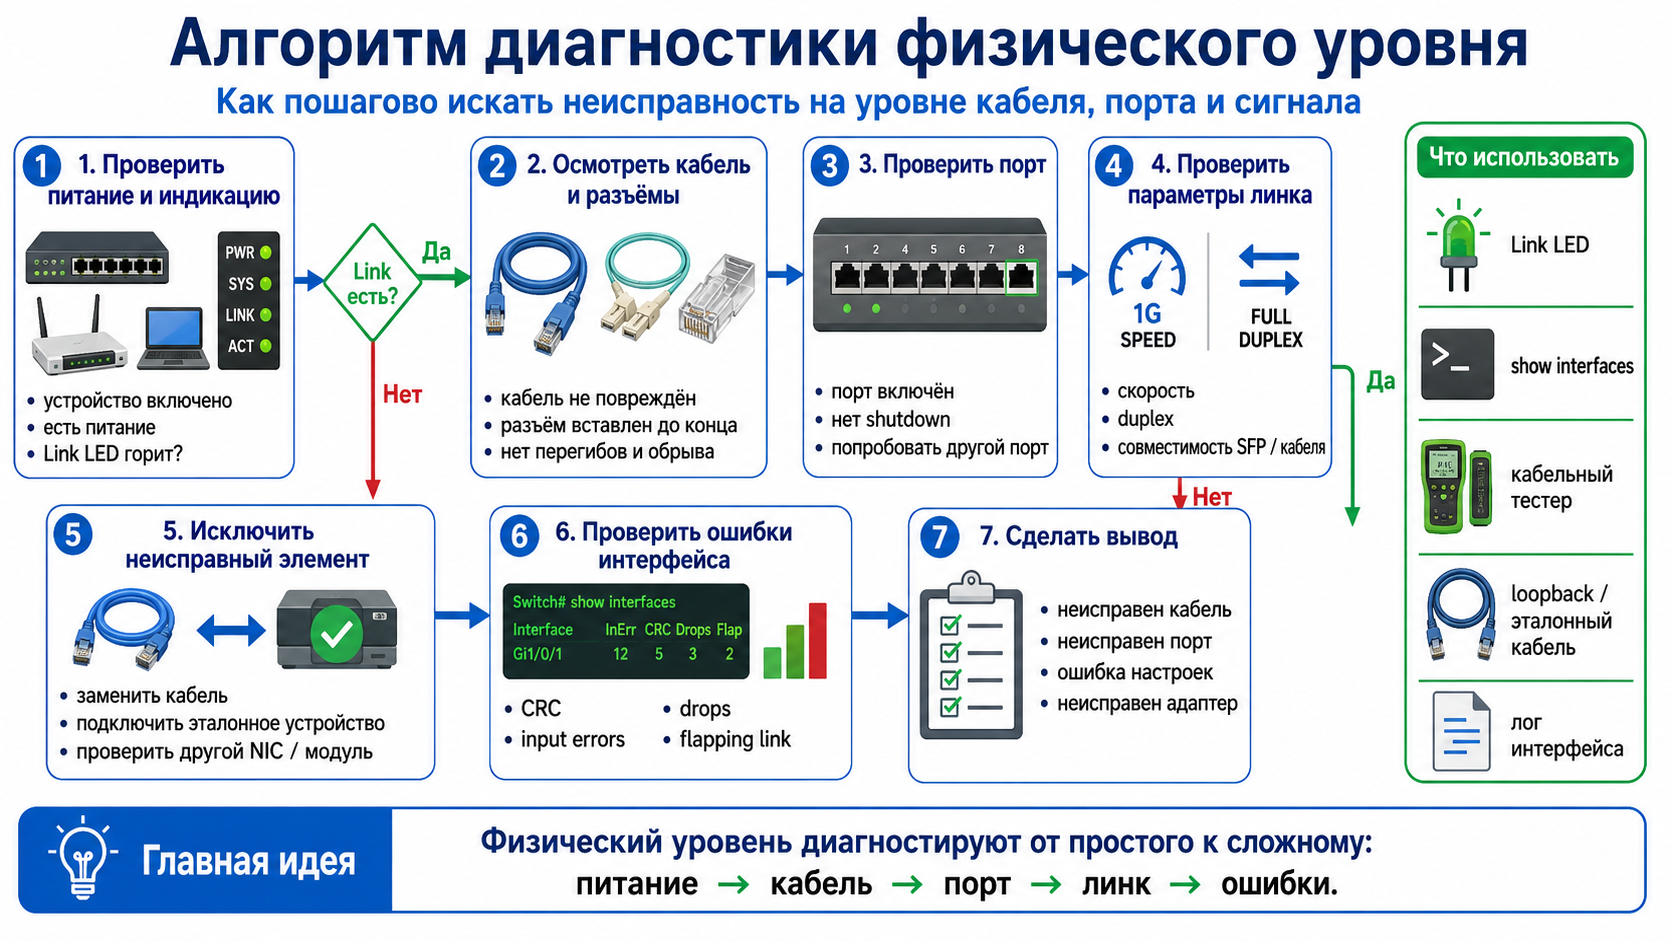 Алгоритм диагностики физического уровня
Как пошагово искать неисправность на уровне кабеля, порта и сигнала
1
1. Проверить
питание и индикацию
PWR
SYS
LINK
ACT
• устройство включено
• есть питание
• Link LED горит?
Link
есть?
Да
Нет
2
2. Осмотреть кабель
и разъёмы
• кабель не повреждён
• разъём вставлен до конца
• нет перегибов и обрыва
3
3. Проверить порт
1 2 4 5 6 7 8
• порт включён
• нет shutdown
• попробовать другой порт
4
4. Проверить
параметры линка
1G
SPEED
FULL
DUPLEX
• скорость
• duplex
• совместимость SFP / кабеля
Да
Нет
5
5. Исключить
неисправный элемент
• заменить кабель
• подключить эталонное устройство
• проверить другой NIC / модуль
6
6. Проверить ошибки
интерфейса
Switch# show interfaces
Interface InErr CRC Drops Flap
Gi1/0/1 12 5 3 2
• CRC
• input errors
• drops
• flapping link
7
7. Сделать вывод
• неисправен кабель
• неисправен порт
• ошибка настроек
• неисправен адаптер
Что использовать
Link LED
>_
show interfaces
кабельный
тестер
loopback /
эталонный
кабель
лог
интерфейса
Главная идея
Физический уровень диагностируют от простого к сложному:
питание → кабель → порт → линк → ошибки.